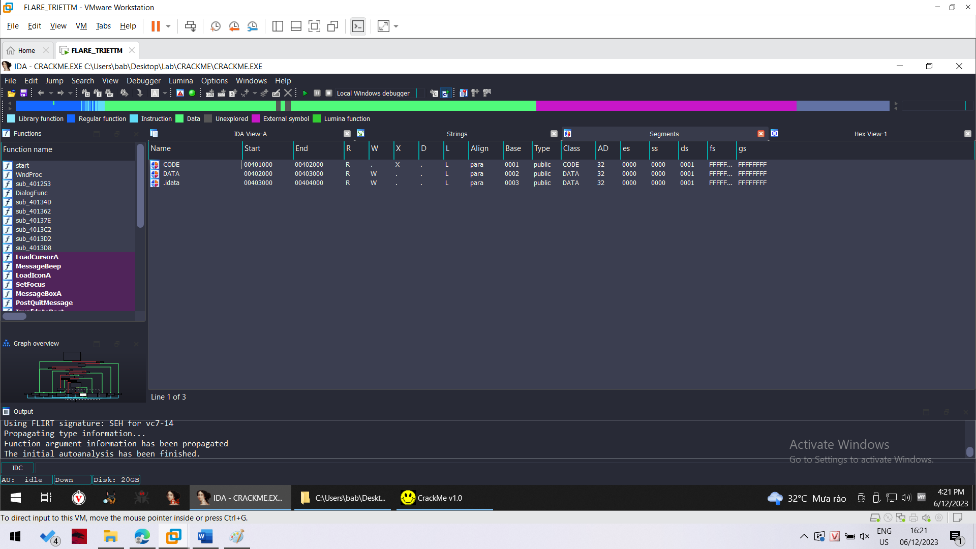 FLARE_TRIETTM - VMware Workstation
File Edit View VM Tabs Help
Home FLARE_TRIETTM
IDA - CRACKME.EXE C:\Users\bab\Desktop\Lab\CRACKME\CRACKME.EXE
File Edit Jump Search View Debugger Lumina Options Windows Help
Local Windows debugger
Library function Regular function Instruction Data Unexplored External symbol Lumina function
Functions IDA View-A Strings Segments Hex View-1
Function name
Name Start End R W X D L Align Base Type Class AD es ss ds fs gs
CODE 00401000 00402000 R . X . L para 0001 public CODE 32 0000 0000 0001 FFFFF... FFFFFFFF
DATA 00402000 00403000 R W . . L para 0002 public DATA 32 0000 0000 0001 FFFFF... FFFFFFFF
.idata 00403000 00404000 R W . . L para 0003 public DATA 32 0000 0000 0001 FFFFF... FFFFFFFF
start
WndProc
sub_401253
DialogFunc
sub_40134D
sub_401362
sub_40137E
sub_4013C2
sub_4013D2
sub_4013D8
LoadCursorA
MessageBeep
LoadIconA
SetFocus
MessageBoxA
PostQuitMessage
Graph overview
Line 1 of 3
Output
Using FLIRT signature: SEH for vc7-14
Propagating type information...
Function argument information has been propagated
The initial autoanalysis has been finished.
IDC
AU: idle Down Disk: 20GB
Activate Windows
Go to Settings to activate Windows.
IDA - CRACKME.EX... C:\Users\bab\Deskt... CrackMe v1.0
32°C Mưa rào
4:21 PM
6/12/2023
To direct input to this VM, move the mouse pointer inside or press Ctrl+G.
4
ENG
US
16:21
06/12/2023
1